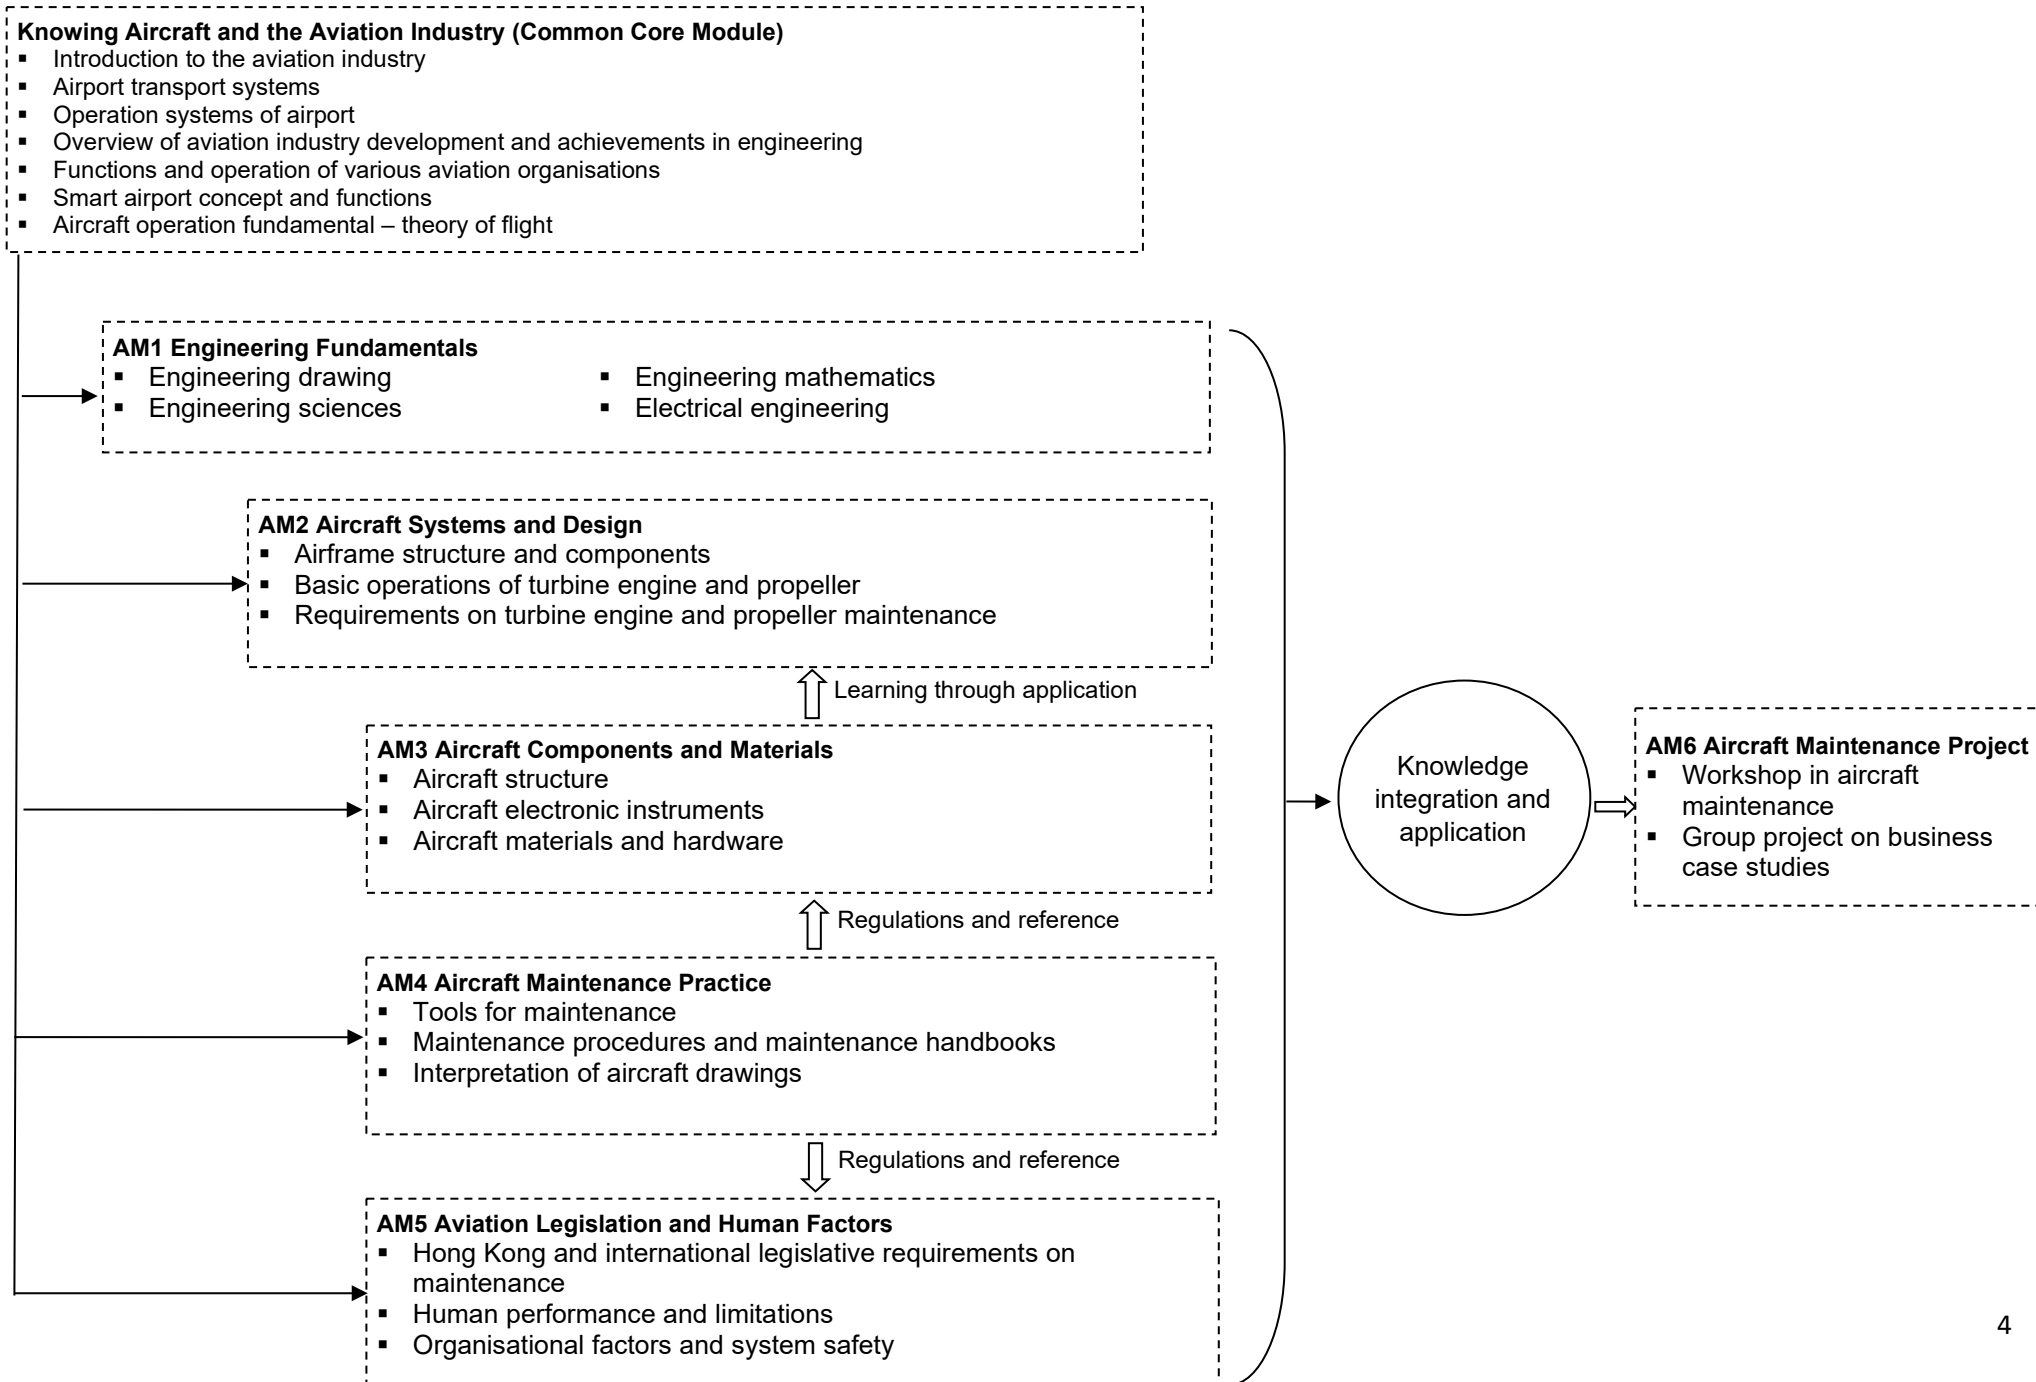 Knowing Aircraft and the Aviation Industry (Common Core Module)
▪ Introduction to the aviation industry
▪ Airport transport systems
▪ Operation systems of airport
▪ Overview of aviation industry development and achievements in engineering
▪ Functions and operation of various aviation organisations
▪ Smart airport concept and functions
▪ Aircraft operation fundamental – theory of flight
AM1 Engineering Fundamentals
▪ Engineering drawing
▪ Engineering sciences
▪ Engineering mathematics
▪ Electrical engineering
AM2 Aircraft Systems and Design
▪ Airframe structure and components
▪ Basic operations of turbine engine and propeller
▪ Requirements on turbine engine and propeller maintenance
Learning through application
AM3 Aircraft Components and Materials
▪ Aircraft structure
▪ Aircraft electronic instruments
▪ Aircraft materials and hardware
Regulations and reference
AM4 Aircraft Maintenance Practice
▪ Tools for maintenance
▪ Maintenance procedures and maintenance handbooks
▪ Interpretation of aircraft drawings
Regulations and reference
AM5 Aviation Legislation and Human Factors
▪ Hong Kong and international legislative requirements on
maintenance
▪ Human performance and limitations
▪ Organisational factors and system safety
Knowledge
integration and
application
AM6 Aircraft Maintenance Project
▪ Workshop in aircraft
maintenance
▪ Group project on business
case studies
4